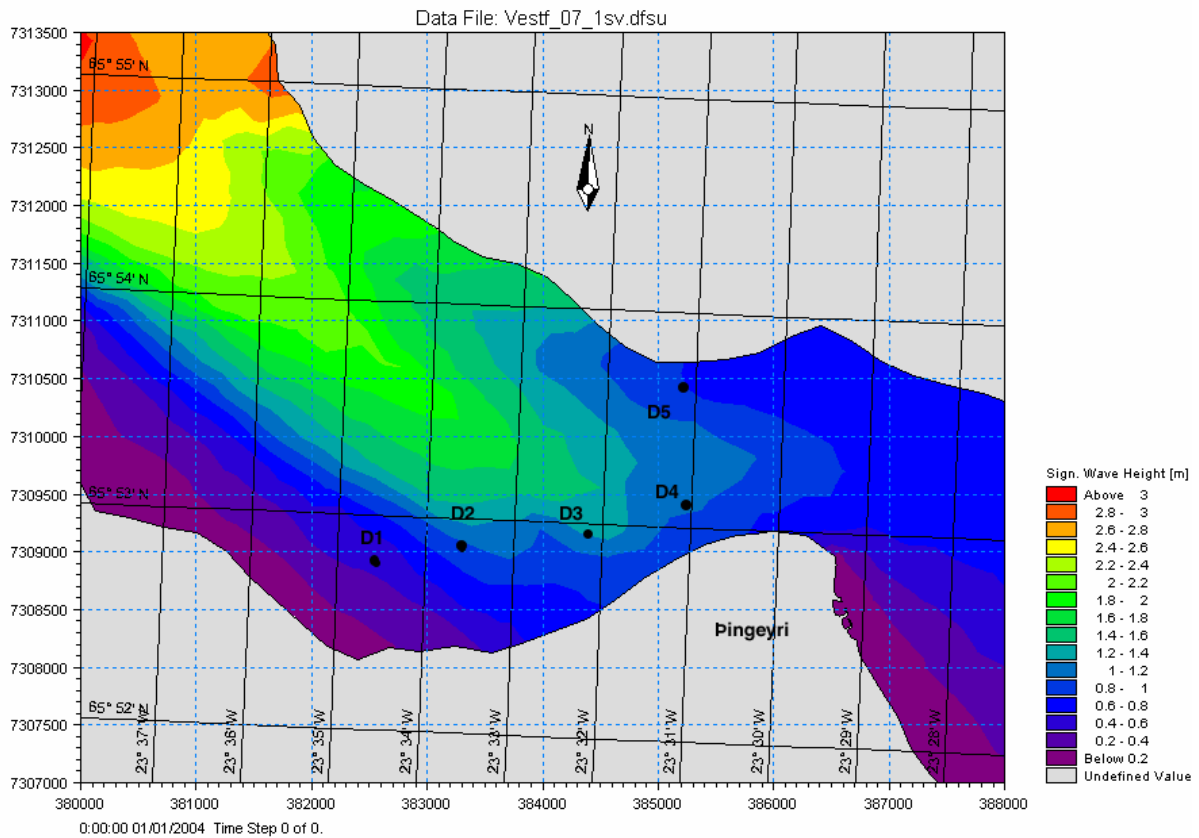 Data File: Vestf_07_1sv.dfsu
7313500
7313000
7312500
7312000
7311500
7311000
7310500
7310000
7309500
7309000
7308500
7308000
7307500
7307000
65° 55' N
65° 54' N
65° 53' N
65° 52' N
N
D5
D4
D3
D2
D1
Þingeyri
23° 37' W
23° 36' W
23° 35' W
23° 34' W
23° 33' W
23° 32' W
23° 31' W
23° 30' W
23° 29' W
23° 28' W
380000 381000 382000 383000 384000 385000 386000 387000 388000
0:00:00 01/01/2004 Time Step 0 of 0.
Sign. Wave Height [m]
Above 3
2.8 - 3
2.6 - 2.8
2.4 - 2.6
2.2 - 2.4
2 - 2.2
1.8 - 2
1.6 - 1.8
1.4 - 1.6
1.2 - 1.4
1 - 1.2
0.8 - 1
0.6 - 0.8
0.4 - 0.6
0.2 - 0.4
Below 0.2
Undefined Value